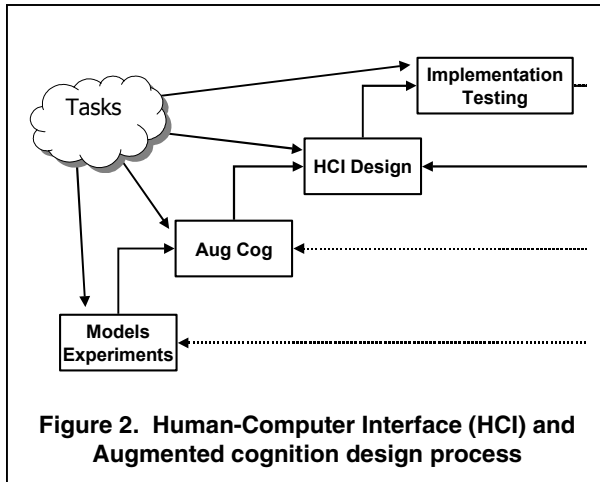 Tasks
Implementation
Testing
HCI Design
Aug Cog
Models
Experiments
Figure 2.  Human-Computer Interface (HCI) and
Augmented cognition design process